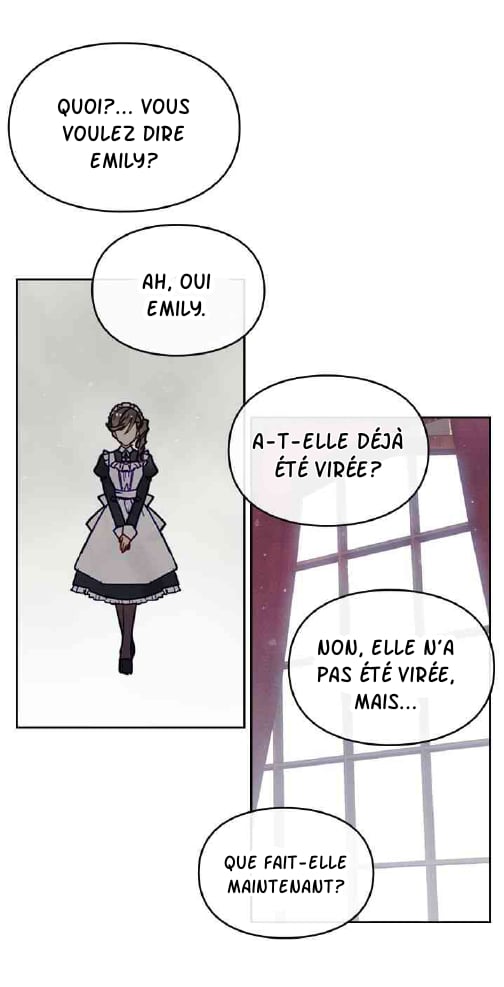 QUOI?... VOUS
VOULEZ DIRE
EMILY?
AH, OUI
EMILY.
A-T-ELLE DÉJÀ
ÉTÉ VIRÉE?
NON, ELLE N'A
PAS ÉTÉ VIRÉE,
MAIS...
QUE FAIT-ELLE
MAINTENANT?